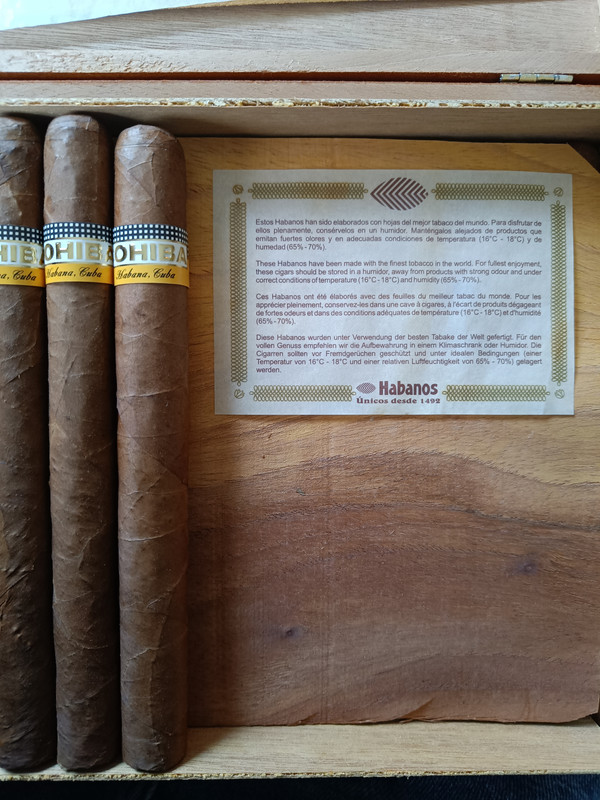 HIB
na, Cuba
OHIBA
Habana, Cuba
OHIBA
Habana, Cuba
Estos Habanos han sido elaborados con hojas del mejor tabaco del mundo. Para disfrutar de
ellos plenamente, consérvelos en un humidor. Manténgalos alejados de productos que
emitan fuertes olores y en adecuadas condiciones de temperatura (16°C - 18°C) y de
humedad (65% - 70%).
These Habanos have been made with the finest tobacco in the world. For fullest enjoyment,
these cigars should be stored in a humidor, away from products with strong odour and under
correct conditions of temperature (16°C - 18°C) and humidity (65% - 70%).
Ces Habanos ont été élaborés avec des feuilles du meilleur tabac du monde. Pour les
apprécier pleinement, conservez-les dans une cave à cigares, à l'écart de produits dégageant
de fortes odeurs et dans des conditions adéquates de température (16°C - 18°C) et d'humidité
(65% - 70%).
Diese Habanos wurden unter Verwendung der besten Tabake der Welt gefertigt. Für den
vollen Genuss empfehlen wir die Aufbewahrung in einem Klimaschrank oder Humidor. Die
Cigarren sollten vor Fremdgerüchen geschützt und unter idealen Bedingungen (einer
Temperatur von 16°C - 18°C und einer relativen Luftfeuchtigkeit von 65% - 70%) gelagert
werden.
Habanos
Únicos desde 1492